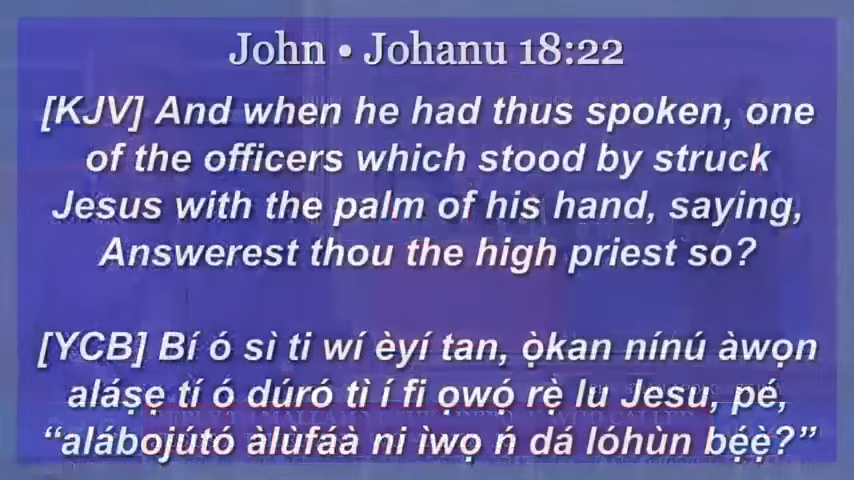 John • Johanu 18:22
[KJV] And when he had thus spoken, one
of the officers which stood by struck
Jesus with the palm of his hand, saying,
Answerest thou the high priest so?
[YCB] Bí ó sì ti wí èyí tan, ọ̀kan nínú àwọn
aláṣẹ tí ó dúró tì í fi ọwọ́ rẹ̀ lu Jesu, pé,
“alábojútó àlùfáà ni ìwọ ń dá lóhùn bẹ́ẹ̀?”